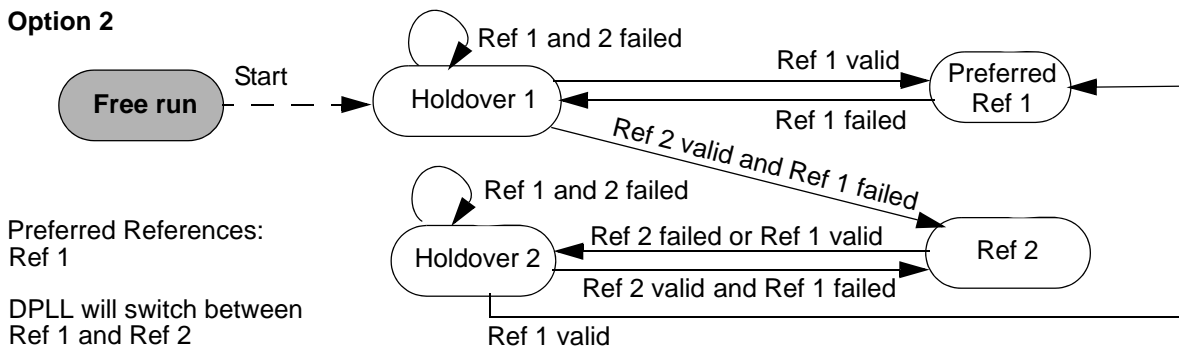 Option 2
Ref 1 and 2 failed
Start
Free run
Holdover 1
Ref 1 valid
Preferred
Ref 1
Ref 1 failed
Ref 2 valid and Ref 1 failed
Ref 1 and 2 failed
Preferred References:
Ref 1
Holdover 2
Ref 2 failed or Ref 1 valid
Ref 2
Ref 2 valid and Ref 1 failed
DPLL will switch between
Ref 1 and Ref 2
Ref 1 valid